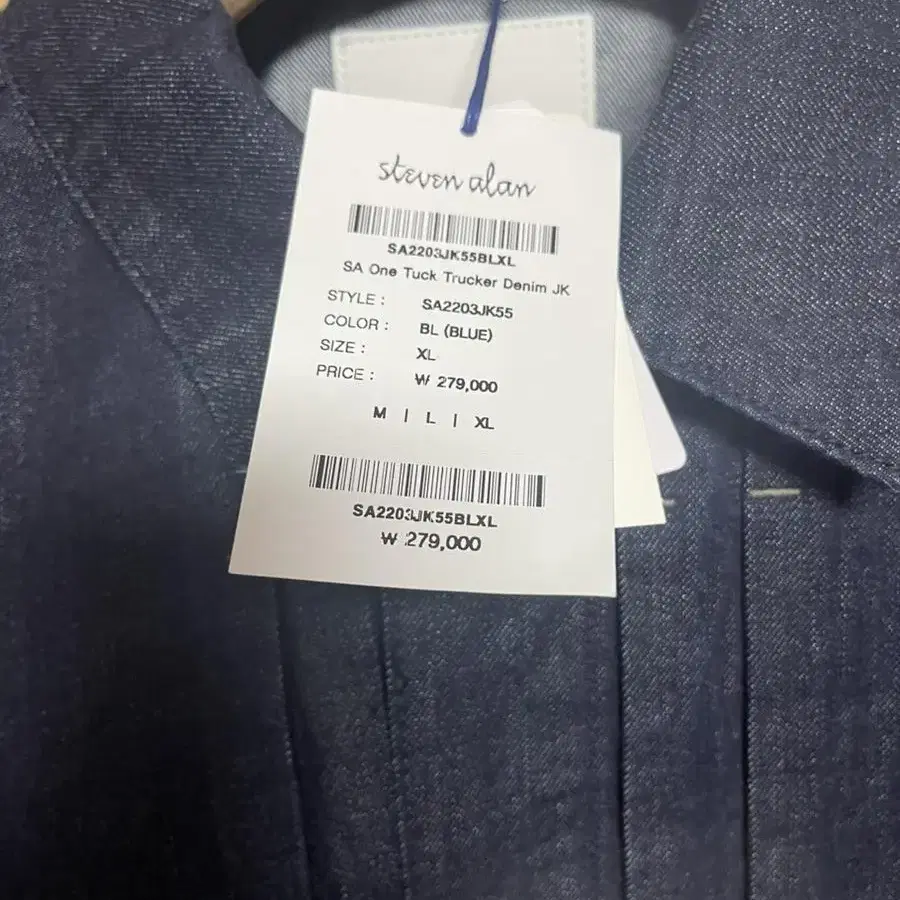 steven alan
SA2203JK55BLXL
SA One Tuck Trucker Denim JK
STYLE : SA2203JK55
COLOR : BL (BLUE)
SIZE : XL
PRICE : ₩ 279,000
M | L | XL
SA2203JK55BLXL
₩ 279,000